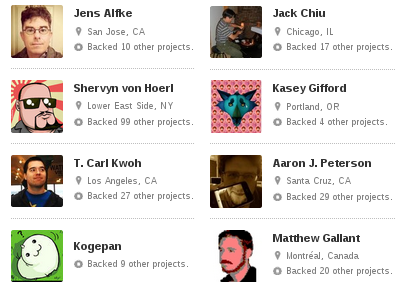 Jens Alfke
San Jose, CA
Backed 10 other projects.
Jack Chiu
Chicago, IL
Backed 17 other projects.
Shervyn von Hoerl
Lower East Side, NY
Backed 99 other projects.
Kasey Gifford
Portland, OR
Backed 4 other projects.
T. Carl Kwoh
Los Angeles, CA
Backed 27 other projects.
Aaron J. Peterson
Santa Cruz, CA
Backed 29 other projects.
Kogepan
Backed 9 other projects.
Matthew Gallant
Montréal, Canada
Backed 20 other projects.